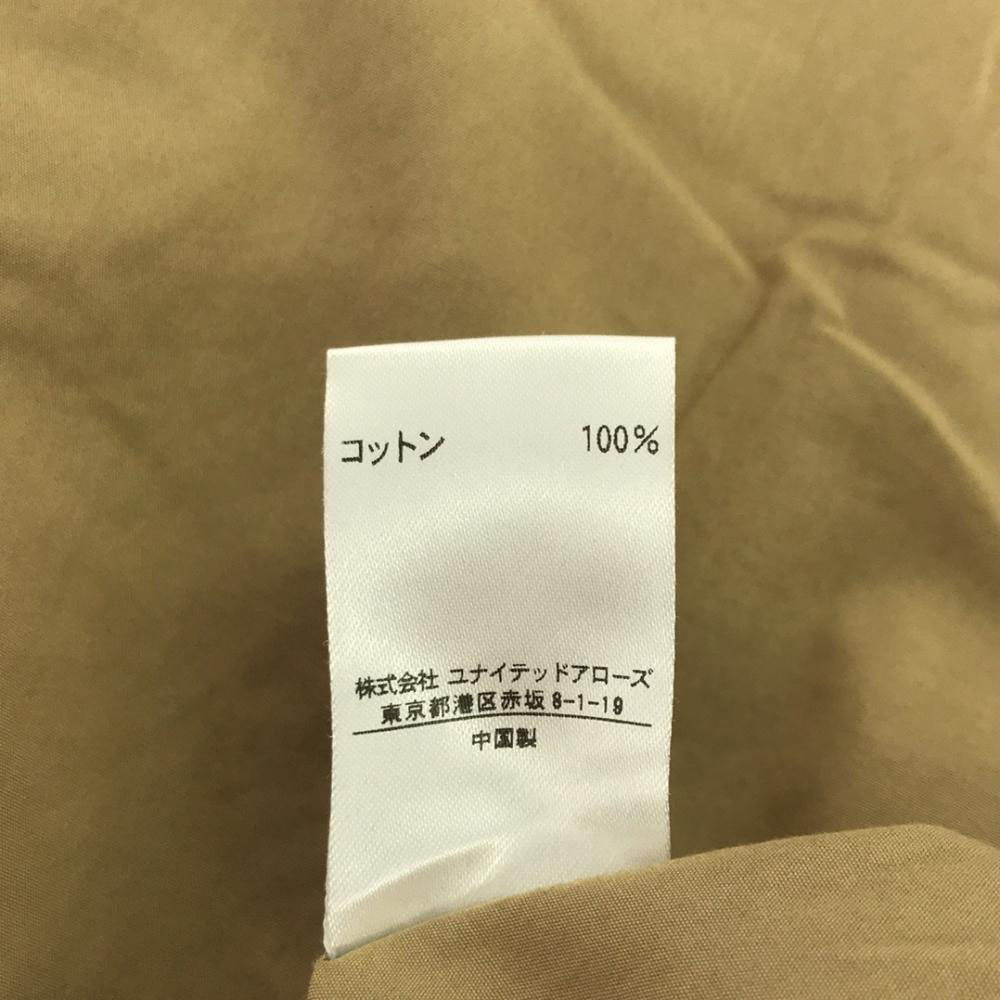 コットン 100%
株式会社 ユナイテッドアローズ
東京都港区赤坂8-1-19
中国製